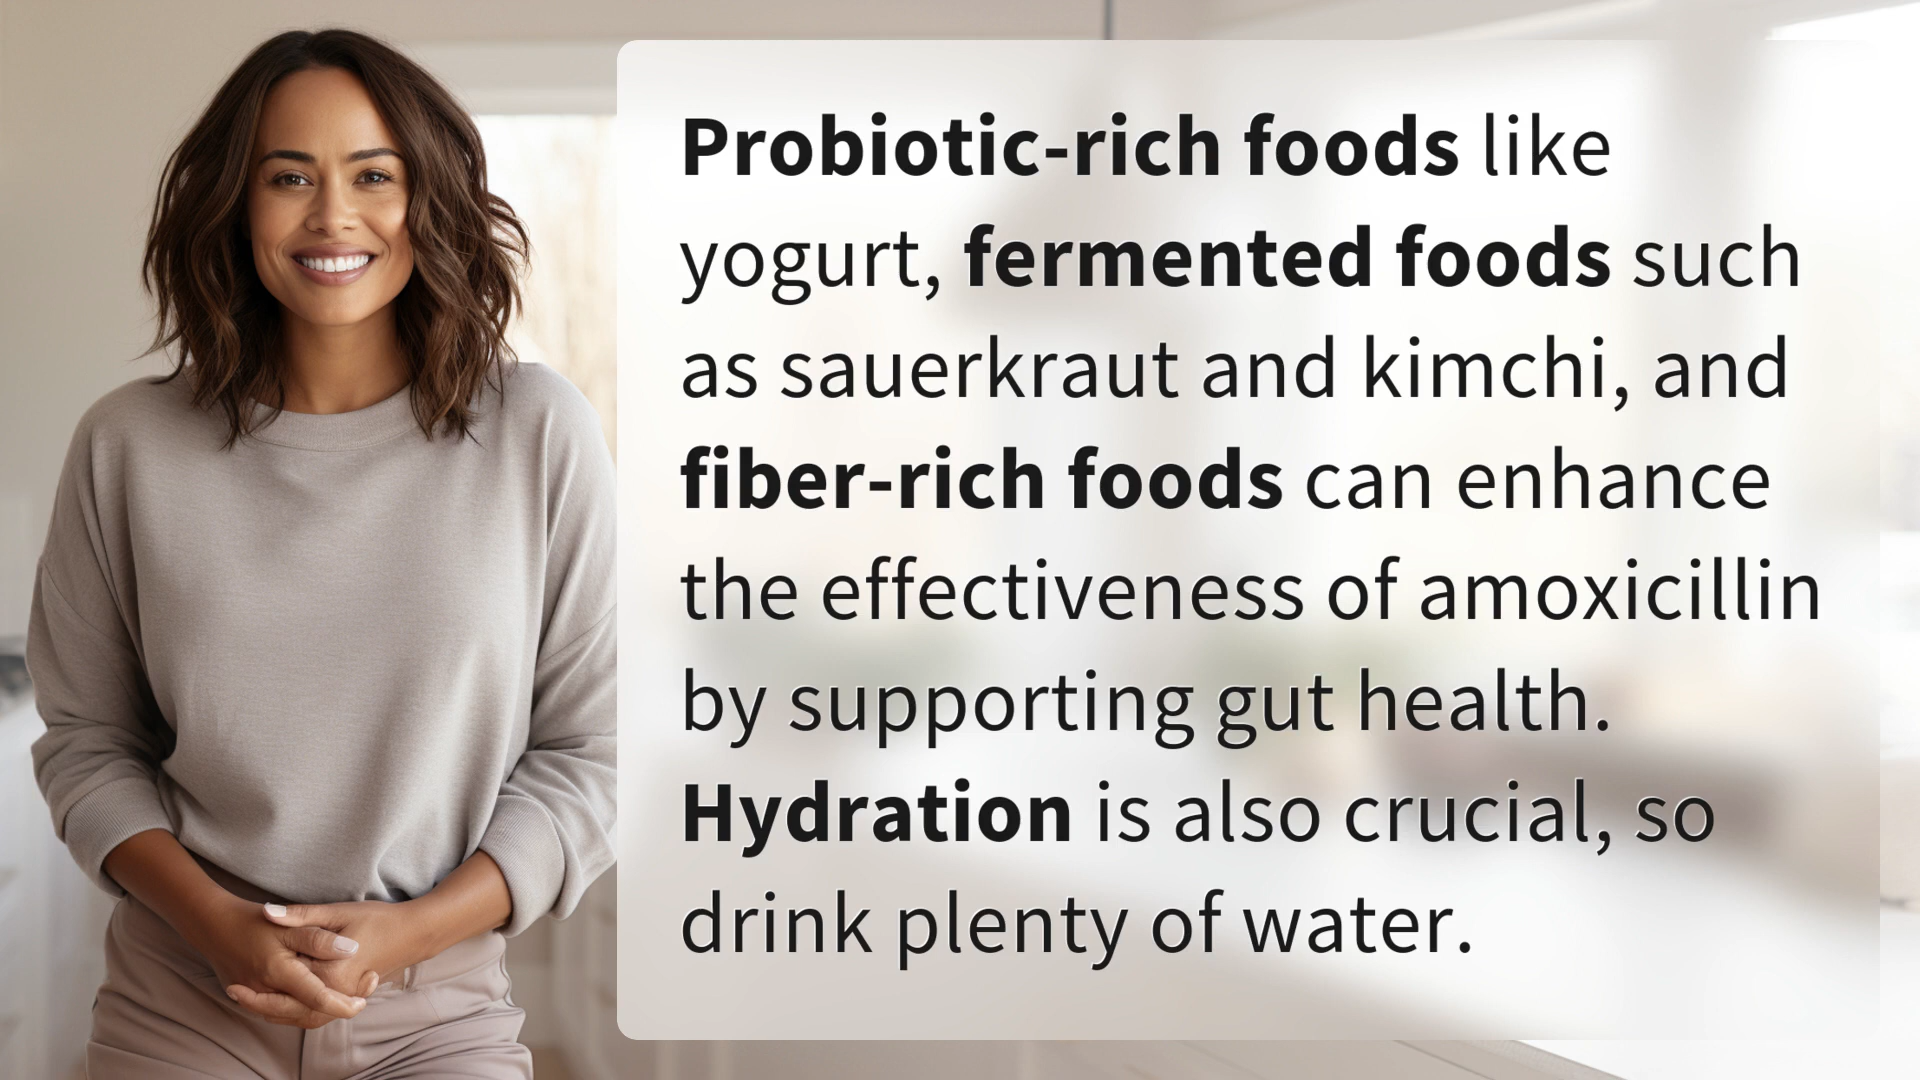 Probiotic-rich foods like
yogurt, fermented foods such
as sauerkraut and kimchi, and
fiber-rich foods can enhance
the effectiveness of amoxicillin
by supporting gut health.
Hydration is also crucial, so
drink plenty of water.